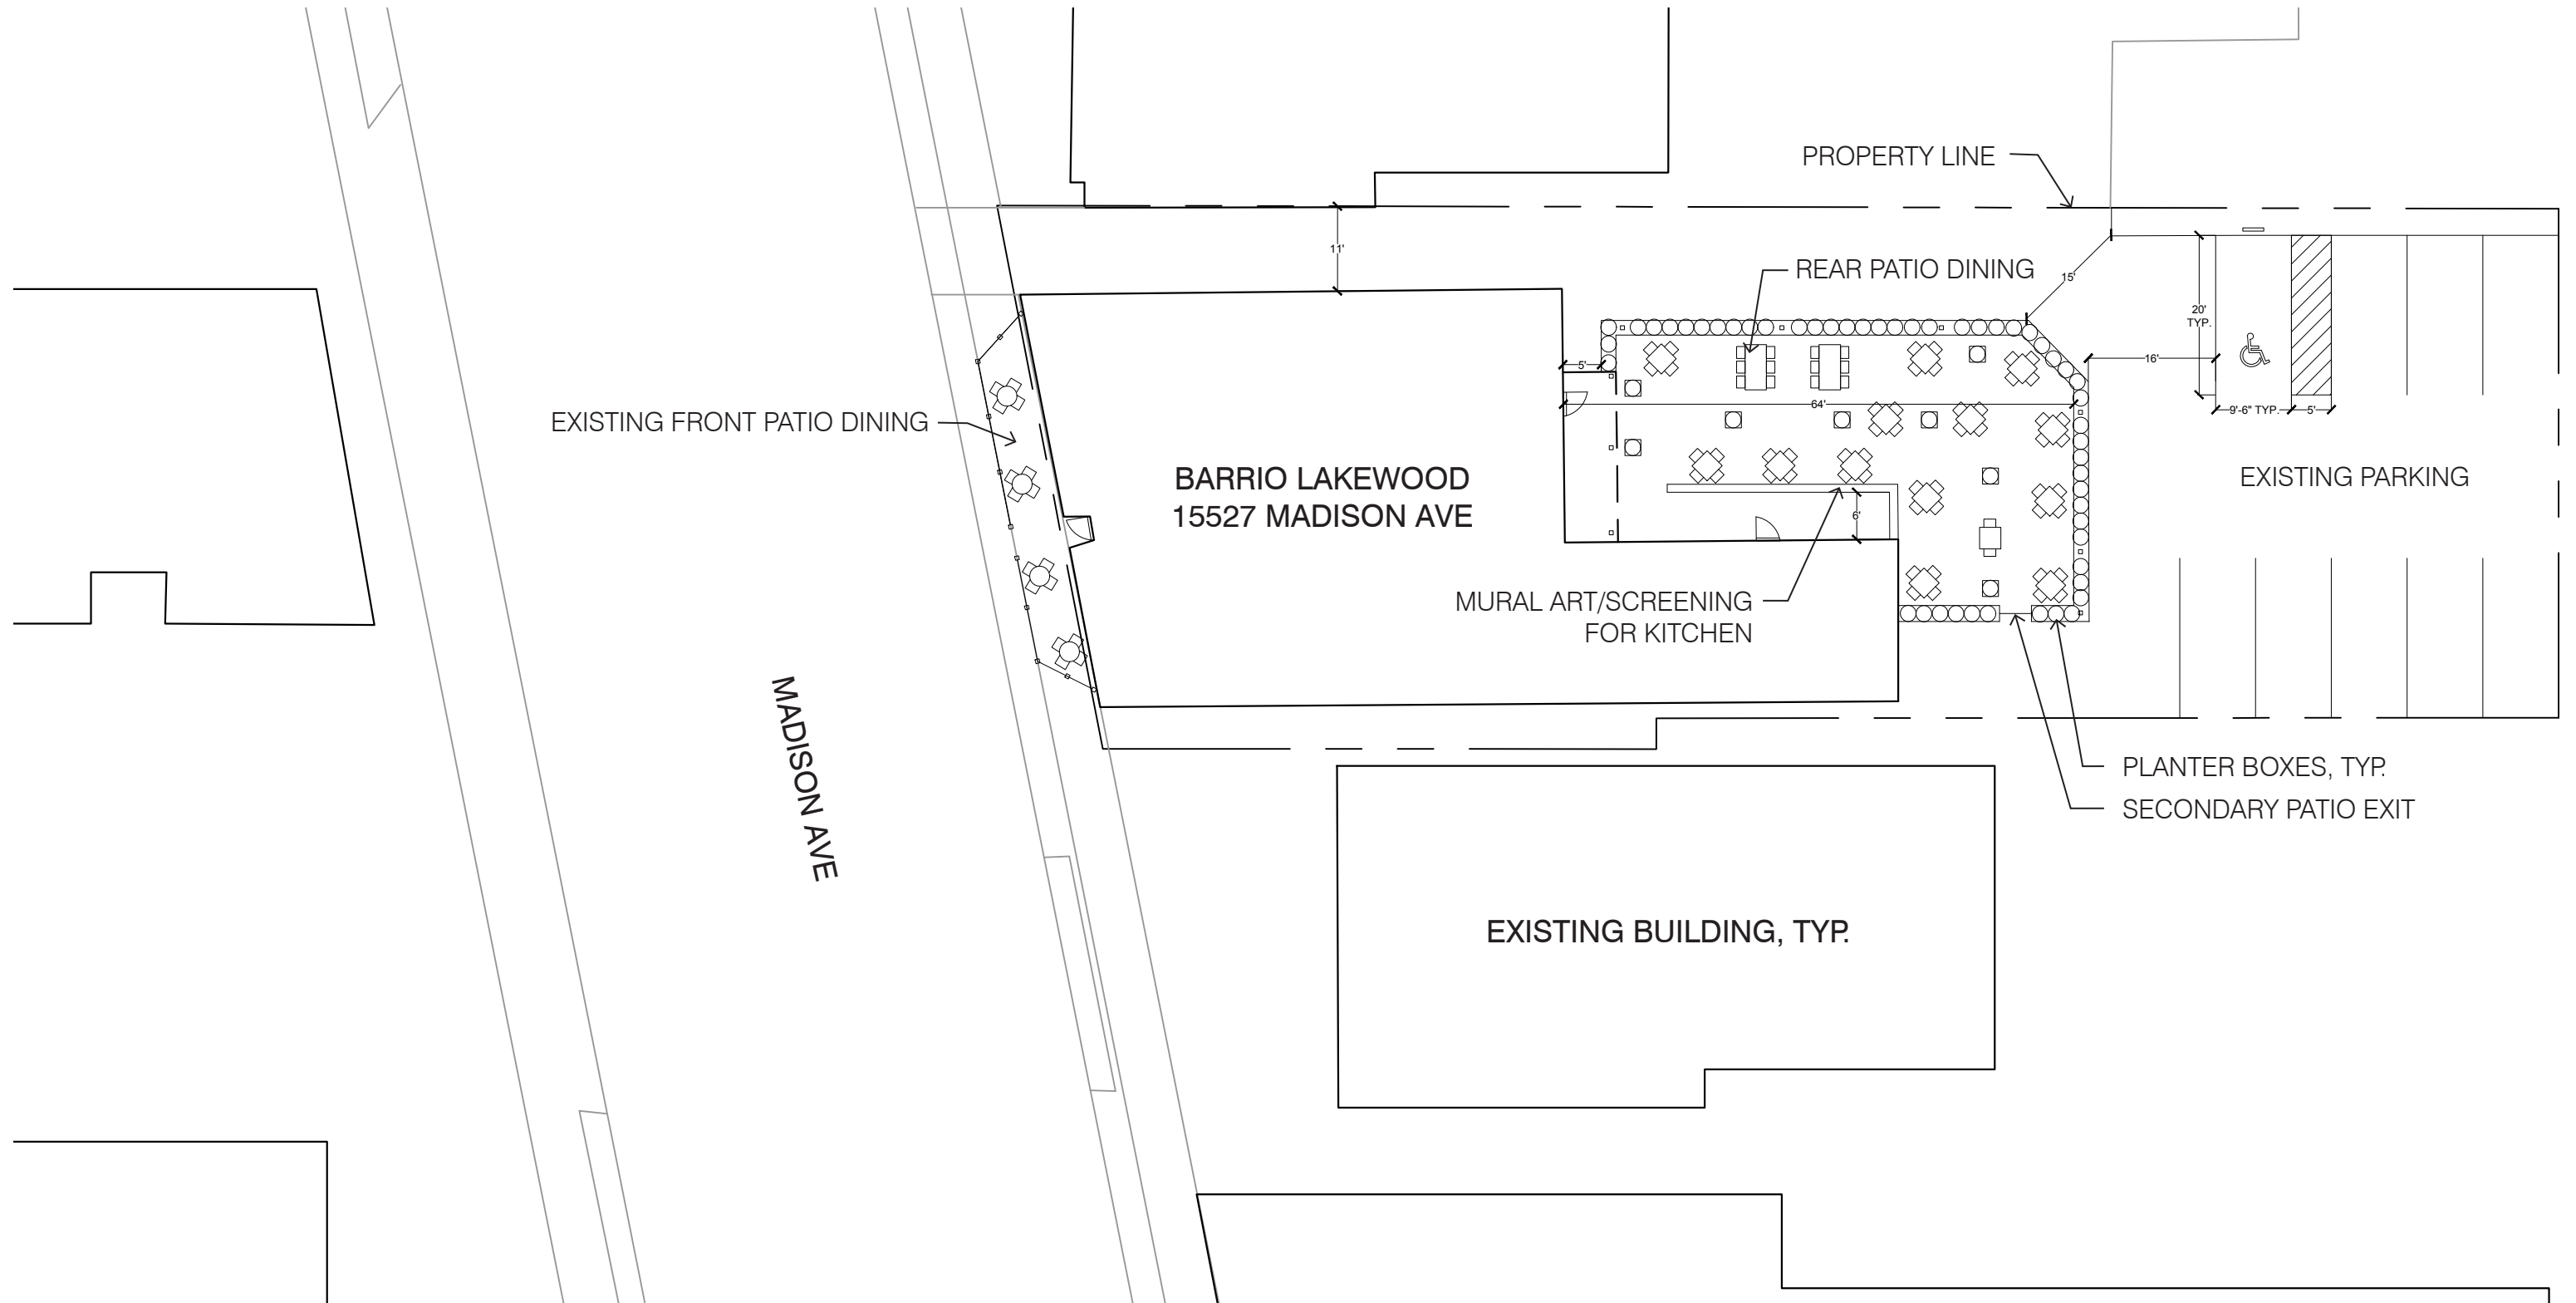 PROPERTY LINE
11'
REAR PATIO DINING
15'
20'
TYP.
5'
16'
64'
9'-6" TYP.
5'
EXISTING FRONT PATIO DINING
BARRIO LAKEWOOD
15527 MADISON AVE
EXISTING PARKING
6'
MURAL ART/SCREENING
FOR KITCHEN
MADISON AVE
PLANTER BOXES, TYP.
SECONDARY PATIO EXIT
EXISTING BUILDING, TYP.